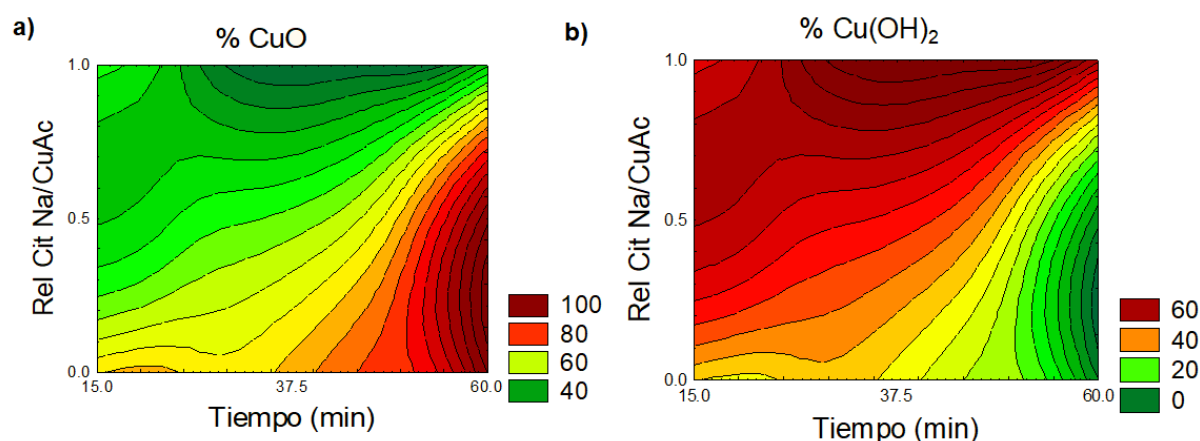 a)
% CuO
Rel Cit Na/CuAc
1.0
0.5
0.0
15.0
37.5
60.0
Tiempo (min)
100
80
60
40
b)
% Cu(OH)₂
Rel Cit Na/CuAc
1.0
0.5
0.0
15.0
37.5
60.0
Tiempo (min)
60
40
20
0